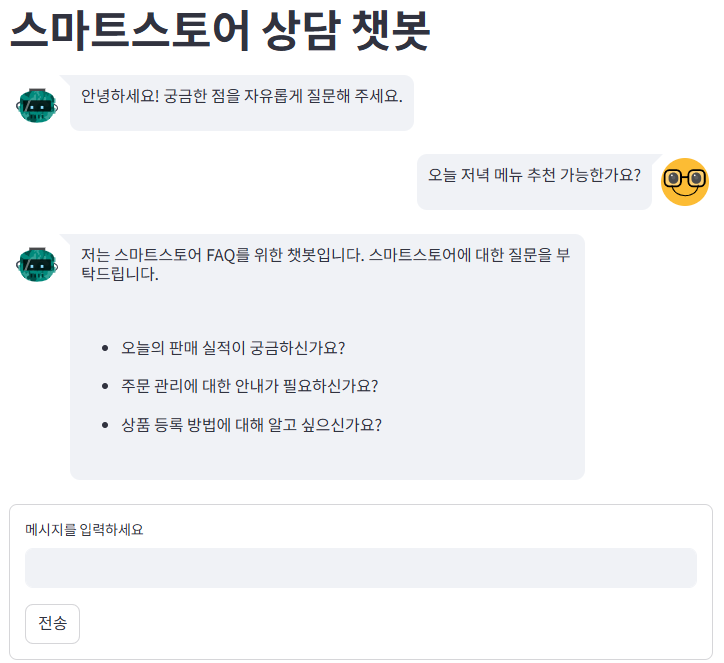 스마트스토어 상담 챗봇
안녕하세요! 궁금한 점을 자유롭게 질문해 주세요.
오늘 저녁 메뉴 추천 가능한가요?
저는 스마트스토어 FAQ를 위한 챗봇입니다. 스마트스토어에 대한 질문을 부
탁드립니다.
• 오늘의 판매 실적이 궁금하신가요?
• 주문 관리에 대한 안내가 필요하신가요?
• 상품 등록 방법에 대해 알고 싶으신가요?
메시지를 입력하세요
전송